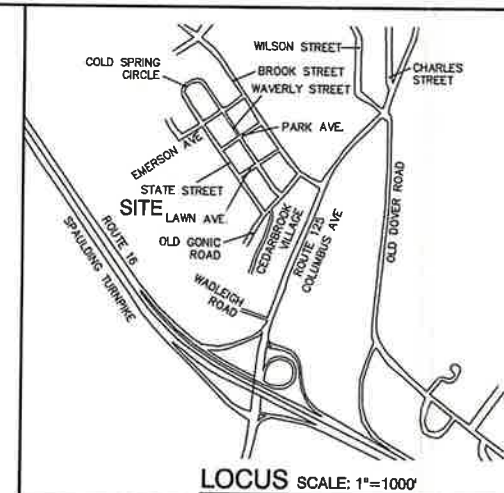 WILSON STREET
COLD SPRING
CIRCLE
BROOK STREET
CHARLES
STREET
WAVERLY STREET
PARK AVE.
EMERSON AVE
STATE STREET
SITE
LAWN AVE.
OLD GONIC
ROAD
CEDARBROOK
VILLAGE
ROUTE 125
COLUMBUS AVE
OLD DOVER ROAD
ROUTE 16
SPAULDING TURNPIKE
WADLEIGH
ROAD
LOCUS SCALE: 1"=1000'